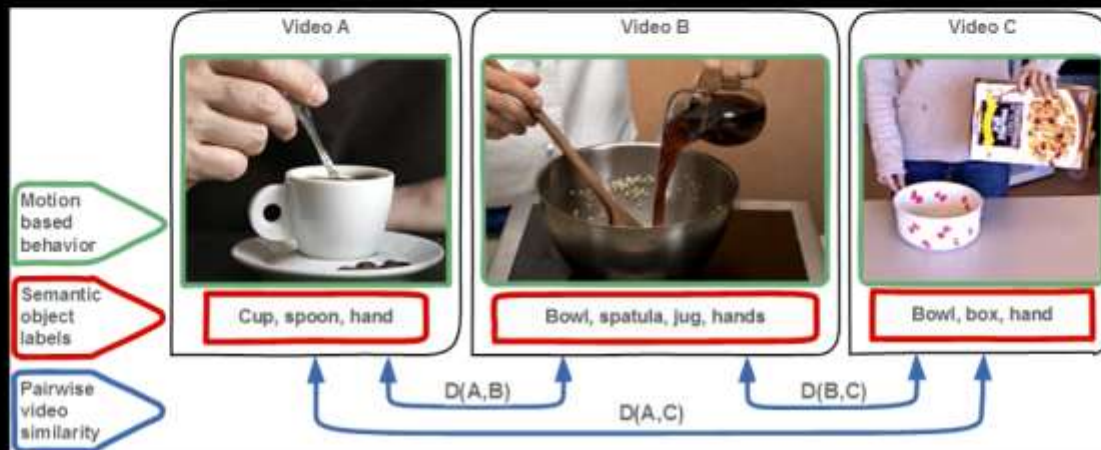 Video A
Video B
Video C
Motion
based
behavior
Semantic
object
labels
Cup, spoon, hand
Bowl, spatula, jug, hands
Bowl, box, hand
Pairwise
video
similarity
D(A,B)
D(B,C)
D(A,C)